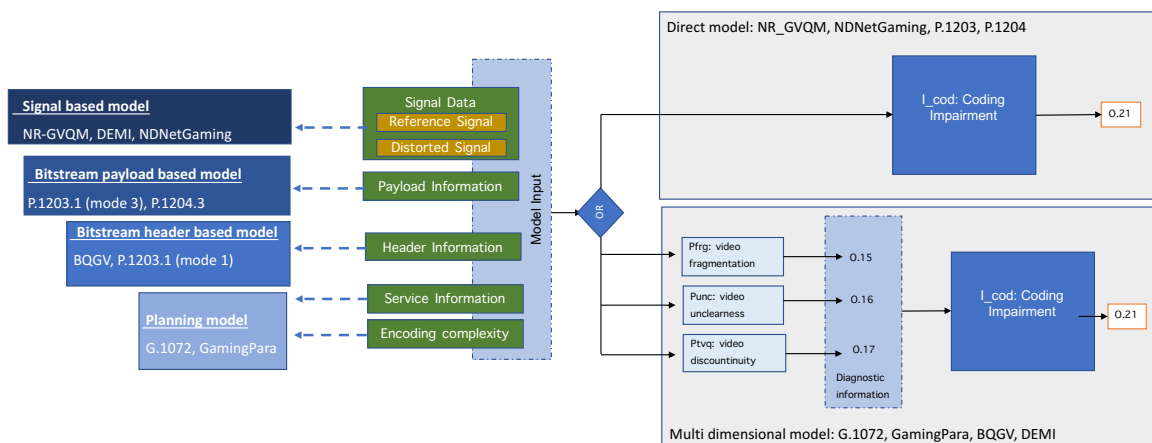 Direct model: NR_GVQM, NDNetGaming, P.1203, P.1204
I_cod: Coding
Impairment
0.21
Signal based model
NR-GVQM, DEMI, NDNetGaming
Bitstream payload based model
P.1203.1 (mode 3), P.1204.3
Bitstream header based model
BQGV, P.1203.1 (mode 1)
Planning model
G.1072, GamingPara
Signal Data
Reference Signal
Distorted Signal
Payload Information
Header Information
Service Information
Encoding complexity
Model Input
OR
Pfrg: video
fragmentation
0.15
Punc: video
unclearness
0.16
Ptvq: video
discountinuity
0.17
Diagnostic
information
I_cod: Coding
Impairment
0.21
Multi dimensional model: G.1072, GamingPara, BQGV, DEMI